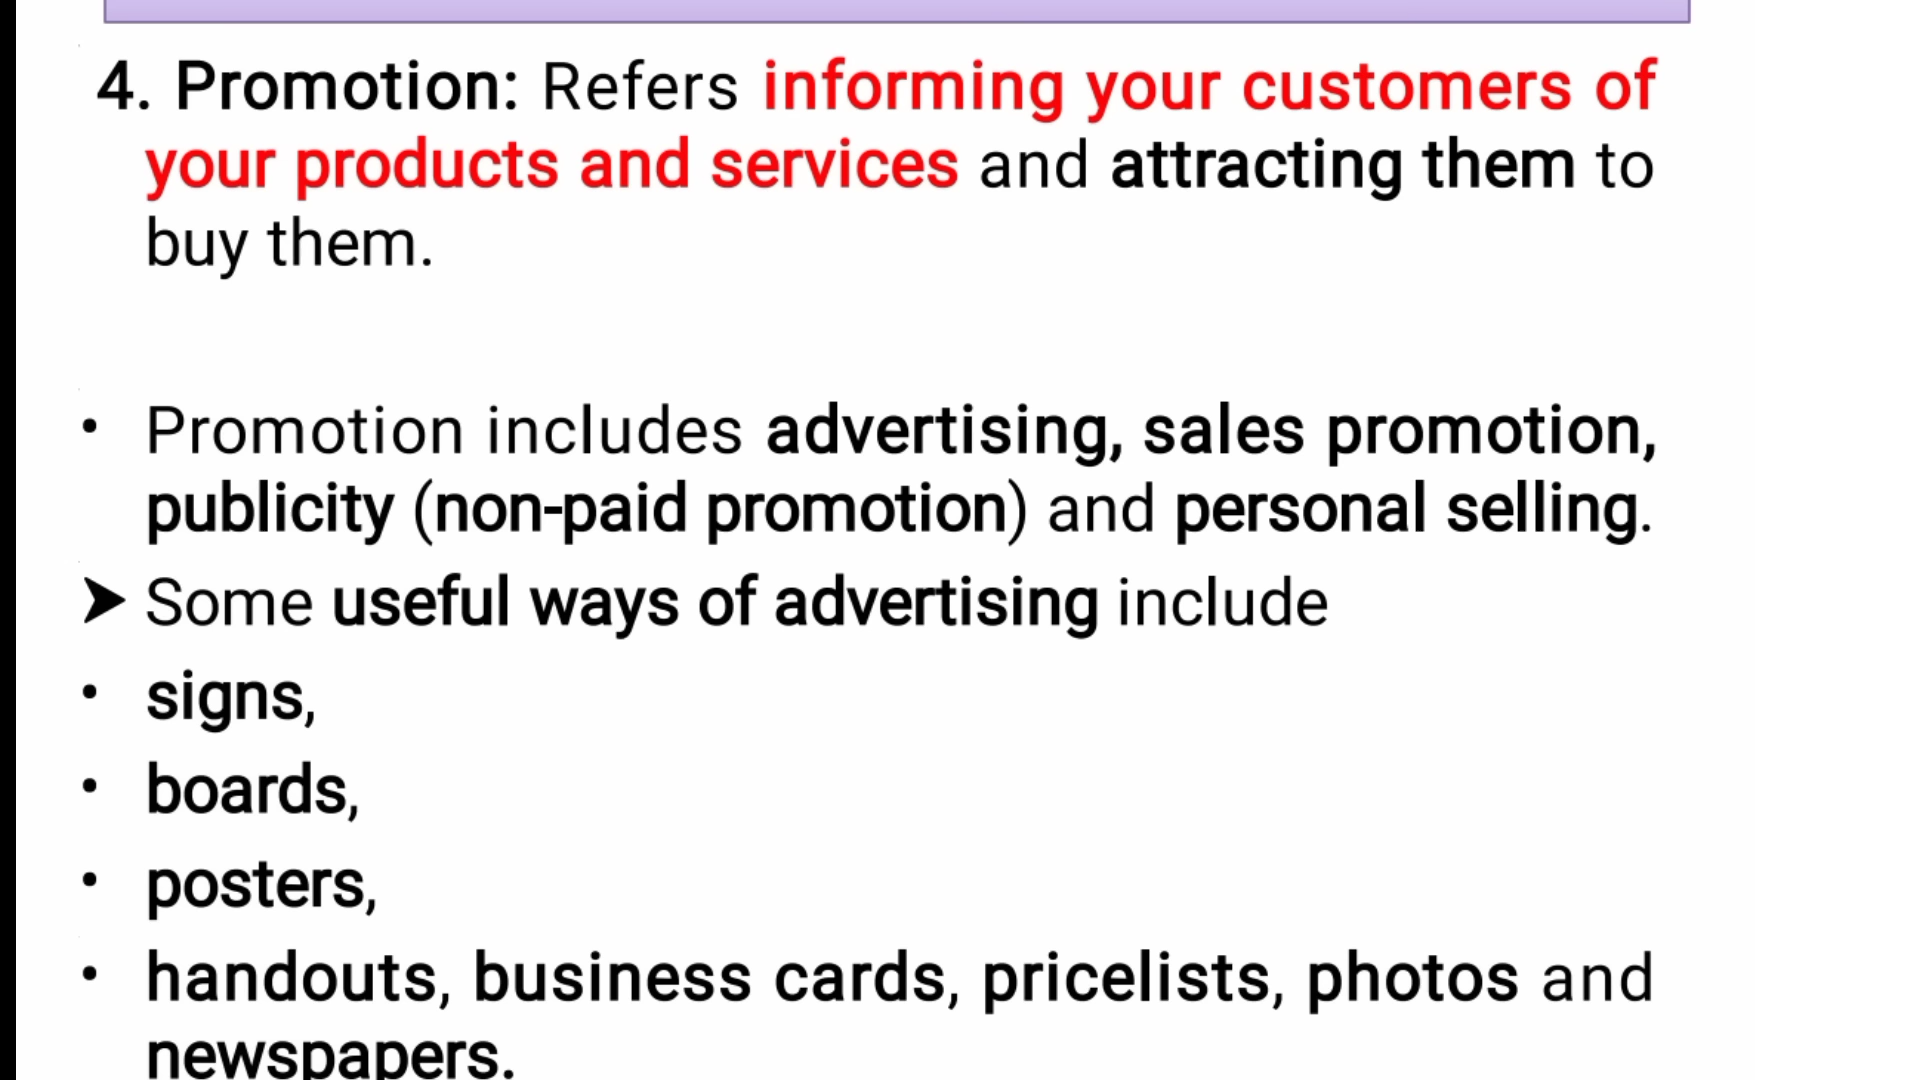 4. Promotion: Refers informing your customers of
your products and services and attracting them to
buy them.
• Promotion includes advertising, sales promotion,
publicity (non-paid promotion) and personal selling.
➤ Some useful ways of advertising include
• signs,
• boards,
• posters,
• handouts, business cards, pricelists, photos and
newspapers.